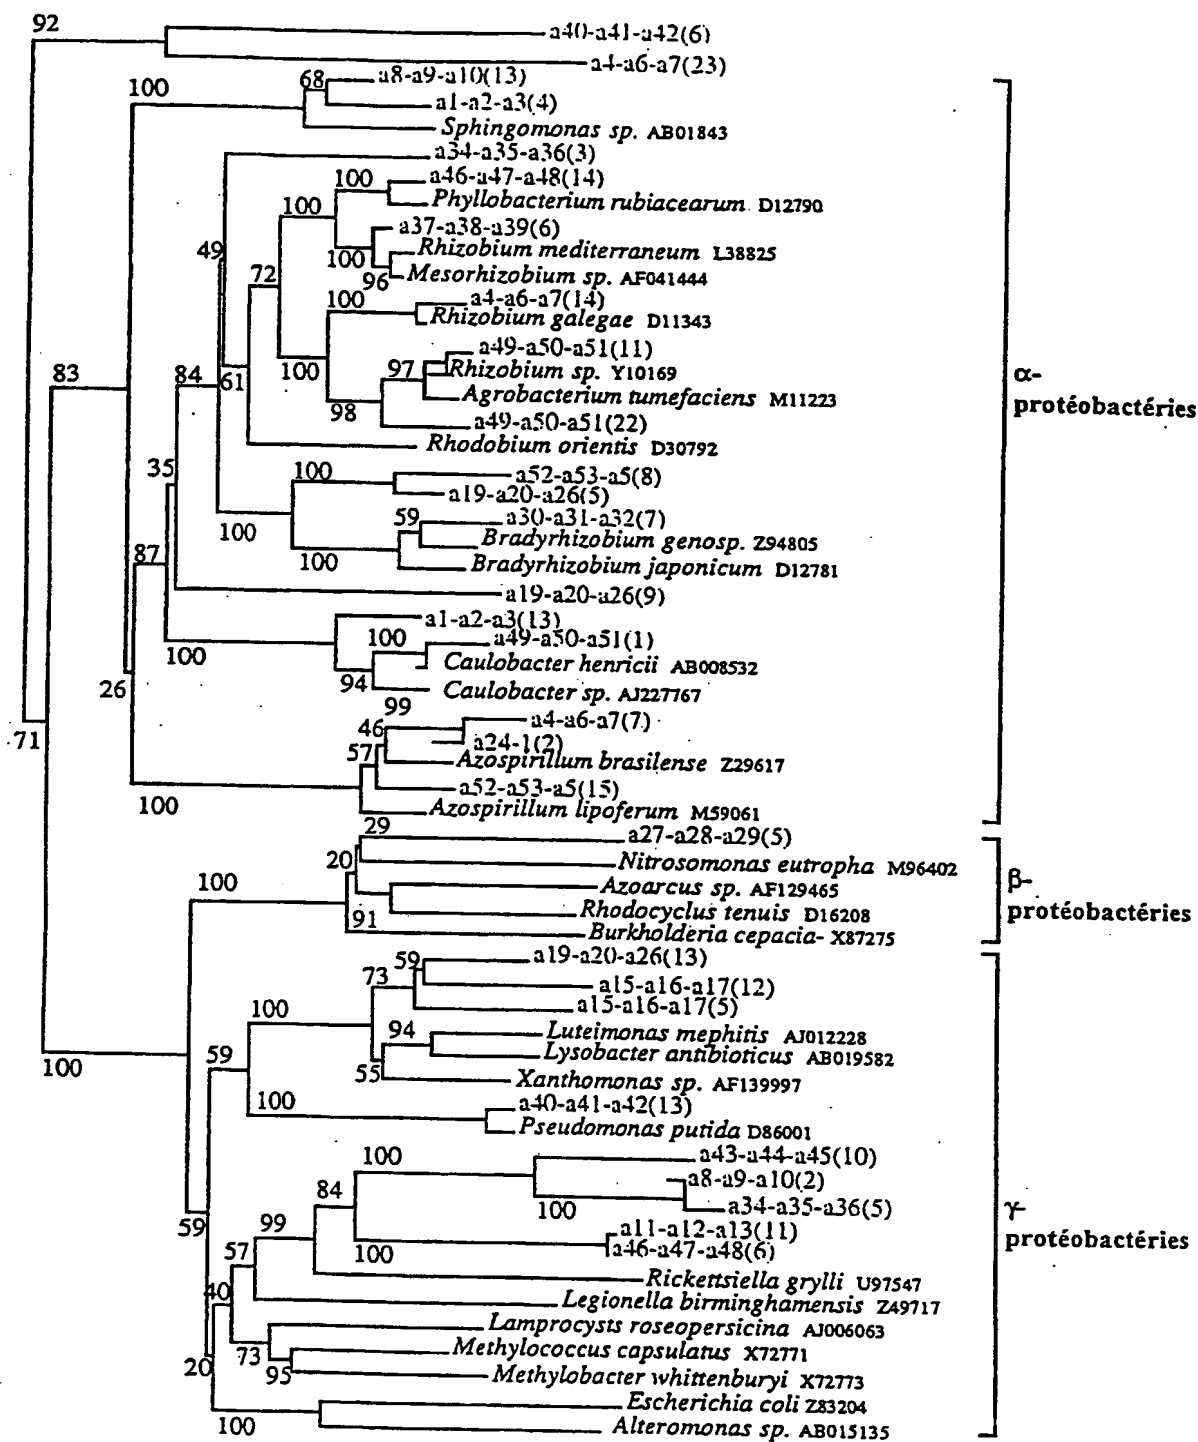 92
a40-a41-a42(6)
a4-a6-a7(23)
68 a8-a9-a10(13)
100
a1-a2-a3(4)
Sphingomonas sp. AB01843
a34-a35-a36(3)
100 a46-a47-a48(14)
Phyllobacterium rubiacearum D12790
100
a37-a38-a39(6)
49 100 Rhizobium mediterraneum L38825
72 96 Mesorhizobium sp. AF041444
100 a4-a6-a7(14)
Rhizobium galegae D11343
a49-a50-a51(11)
83 84 61 100 97 Rhizobium sp. Y10169
α-
protéobactéries
98 Agrobacterium tumefaciens M11223
a49-a50-a51(22)
Rhodobium orientis D30792
35 100 a52-a53-a5(8)
a19-a20-a26(5)
59 a30-a31-a32(7)
100 Bradyrhizobium genosp. Z94805
87 100 Bradyrhizobium japonicum D12781
a19-a20-a26(9)
a1-a2-a3(13)
100 a49-a50-a51(1)
100 Caulobacter henricii AB008532
26 94 Caulobacter sp. AJ227767
99
46 a4-a6-a7(7)
71 a24-1(2)
57 Azospirillum brasilense Z29617
a52-a53-a5(15)
100 Azospirillum lipoferum M59061
29 a27-a28-a29(5)
20 Nitrosomonas eutropha M96402
100 Azoarcus sp. AF129465
β-
protéobactéries
91 Rhodocyclus tenuis D16208
Burkholderia cepacia- X87275
59 a19-a20-a26(13)
73 a15-a16-a17(12)
100 a15-a16-a17(5)
94 Luteimonas mephitis AJ012228
59 Lysobacter antibioticus AB019582
100 55 Xanthomonas sp. AF139997
100 a40-a41-a42(13)
Pseudomonas putida D86001
100 a43-a44-a45(10)
84 a8-a9-a10(2)
100 a34-a35-a36(5)
γ-
protéobactéries
59 99 a11-a12-a13(11)
57 100 a46-a47-a48(6)
Rickettsiella grylli U97547
40 Legionella birminghamensis Z49717
Lamprocysts roseopersicina AJ006063
73 Methylococcus capsulatus X72771
20 95 Methylobacter whittenburyi X72773
Escherichia coli Z83204
100 Alteromonas sp. AB015135